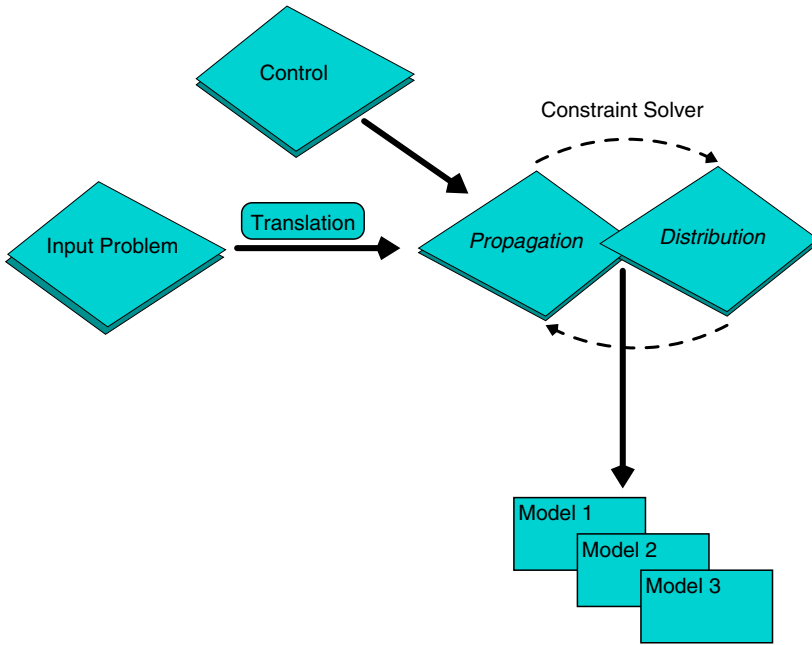 Control
Constraint Solver
Translation
Input Problem
Propagation
Distribution
Model 1
Model 2
Model 3